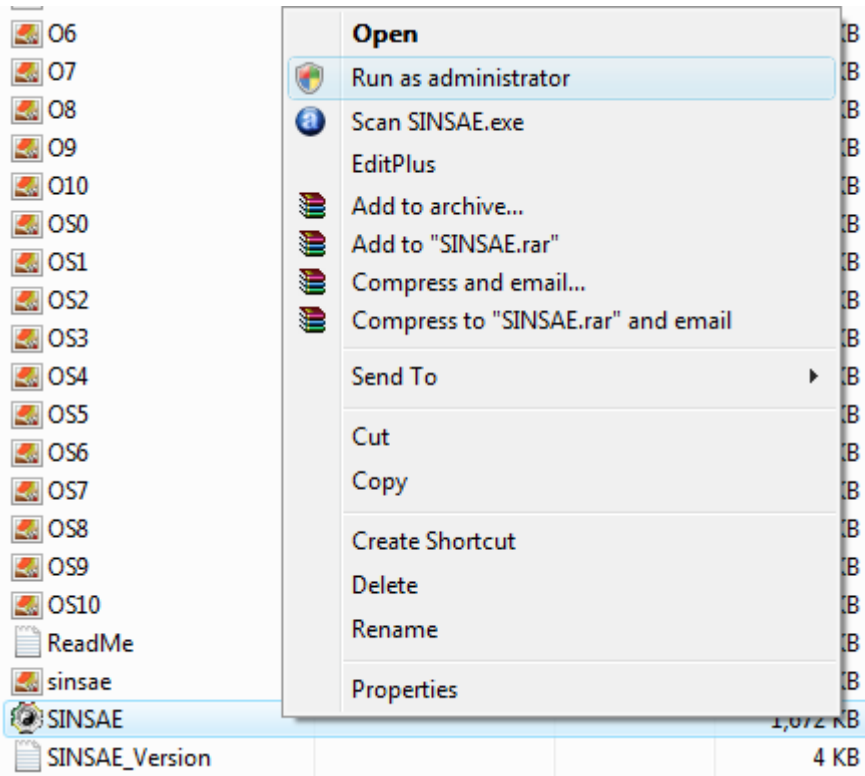 O6
O7
O8
O9
O10
OS0
OS1
OS2
OS3
OS4
OS5
OS6
OS7
OS8
OS9
OS10
ReadMe
sinsae
SINSAE
SINSAE_Version
Open
Run as administrator
Scan SINSAE.exe
EditPlus
Add to archive...
Add to "SINSAE.rar"
Compress and email...
Compress to "SINSAE.rar" and email
Send To
Cut
Copy
Create Shortcut
Delete
Rename
Properties
1,672 KB
4 KB